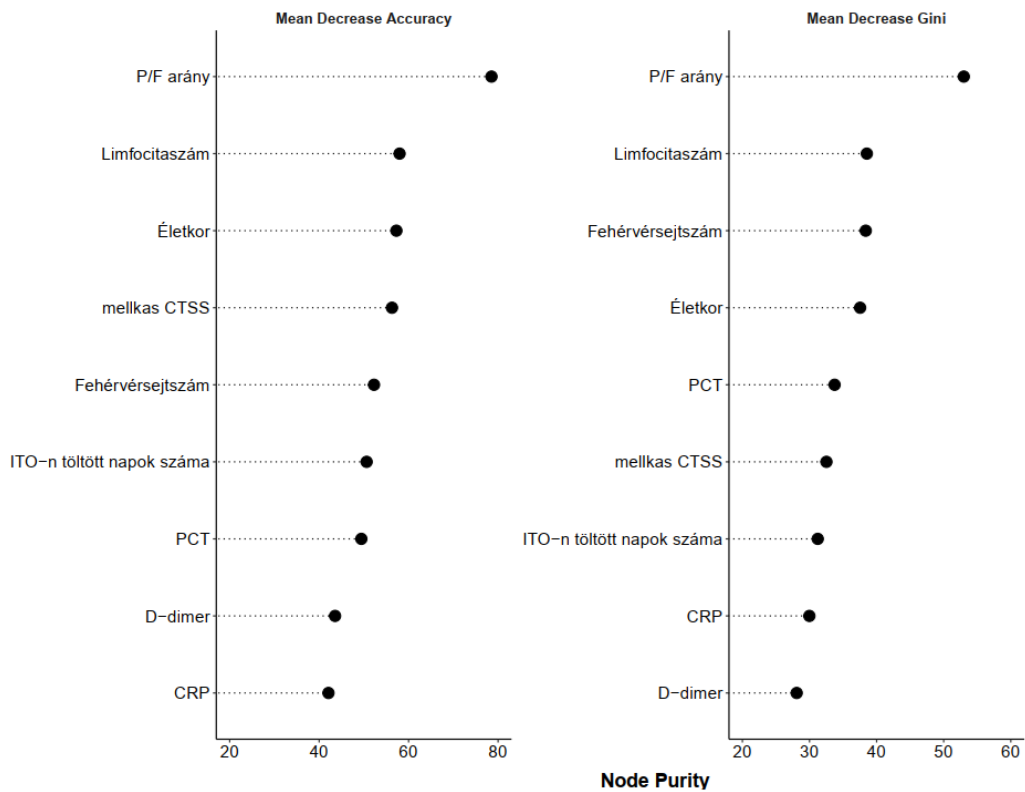 Mean Decrease Accuracy
P/F arány
Limfocitaszám
Életkor
mellkas CTSS
Fehérvérsejtszám
ITO−n töltött napok száma
PCT
D−dimer
CRP
20 40 60 80
Mean Decrease Gini
P/F arány
Limfocitaszám
Fehérvérsejtszám
Életkor
PCT
mellkas CTSS
ITO−n töltött napok száma
CRP
D−dimer
20 30 40 50 60
Node Purity